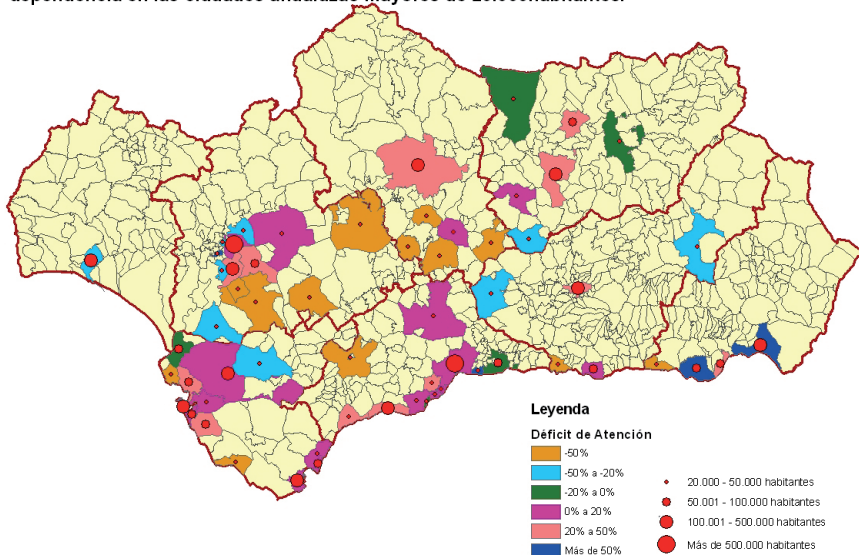 dependencia en las ciudades andaluzas mayores de 20.000habitantes.
Leyenda
Déficit de Atención
-50%
-50% a -20%
-20% a 0%
0% a 20%
20% a 50%
Más de 50%
20.000 - 50.000 habitantes
50.001 - 100.000 habitantes
100.001 - 500.000 habitantes
Más de 500.000 habitantes